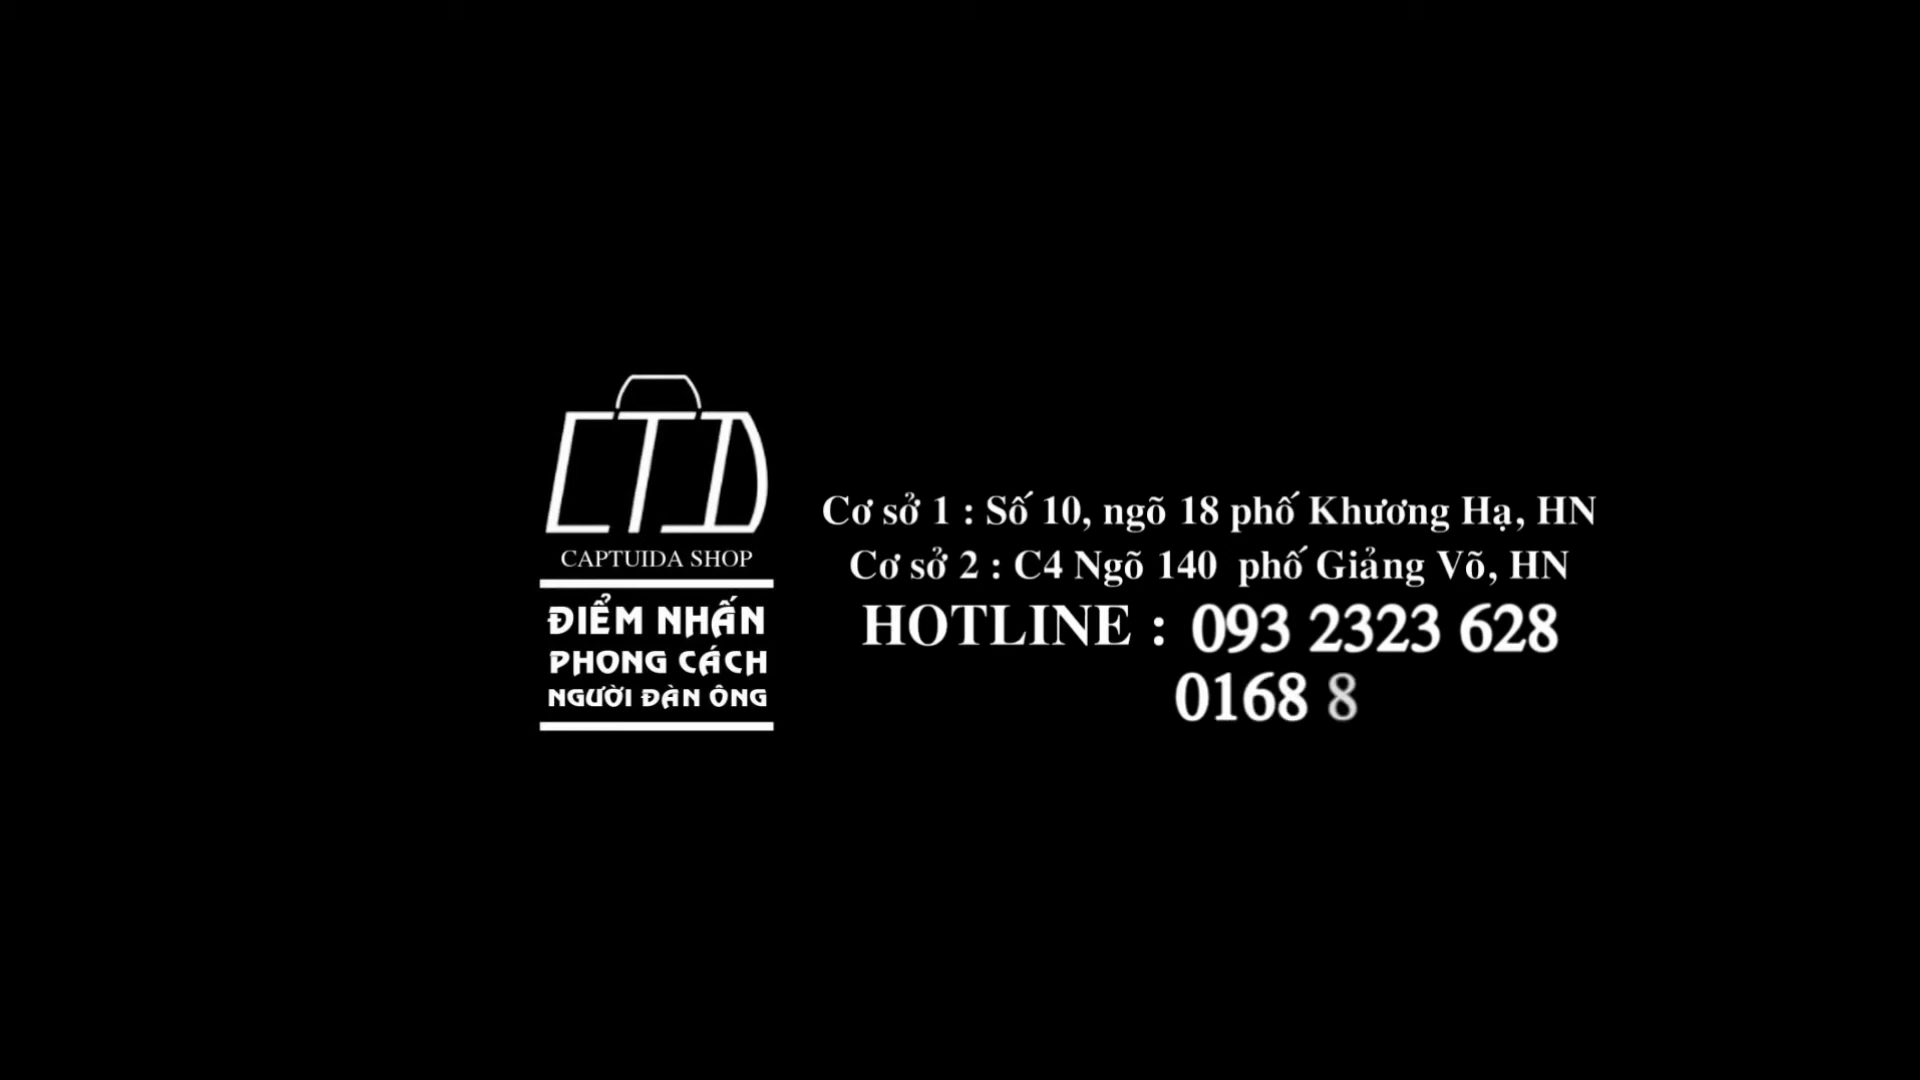 CTD
CAPTUIDA SHOP
ĐIỂM NHẤN
PHONG CÁCH
NGƯỜI ĐÀN ÔNG
Cơ sở 1 : Số 10, ngõ 18 phố Khương Hạ, HN
Cơ sở 2 : C4 Ngõ 140 phố Giảng Võ, HN
HOTLINE : 093 2323 628
0168 8